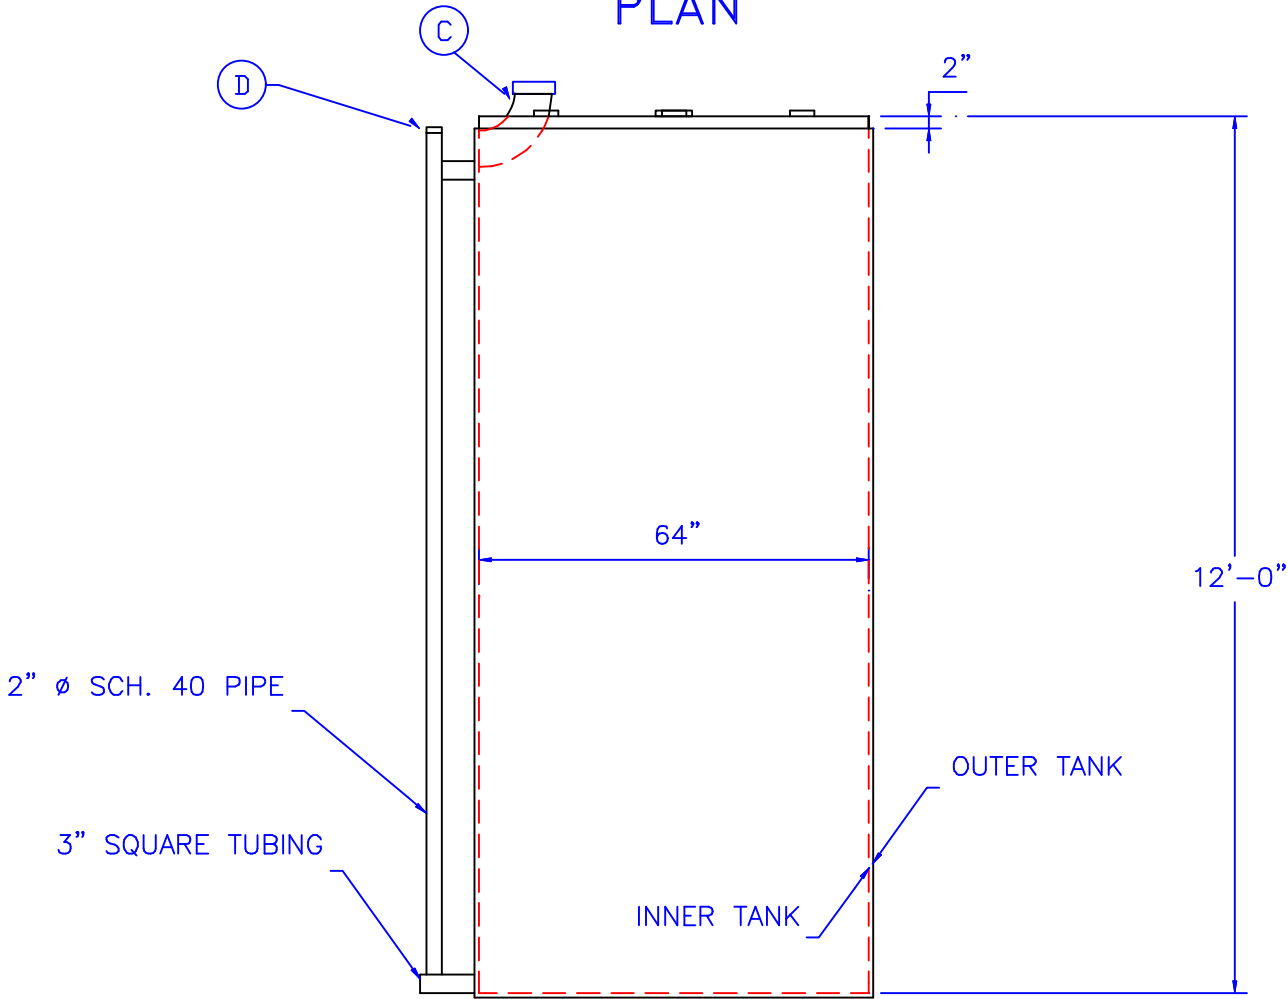 PLAN
C
D
2”
64”
12’-0”
2” ø SCH. 40 PIPE
OUTER TANK
3” SQUARE TUBING
INNER TANK